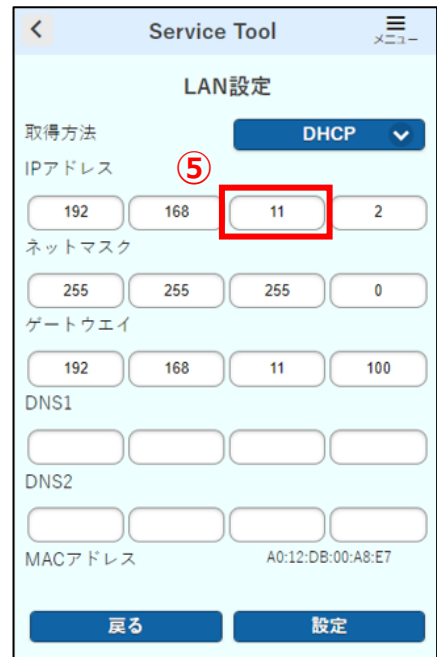 Service Tool
メニュー
LAN設定
取得方法 DHCP
IPアドレス ⑤
192 168 11 2
ネットマスク
255 255 255 0
ゲートウエイ
192 168 11 100
DNS1
DNS2
MACアドレス A0:12:DB:00:A8:E7
戻る 設定